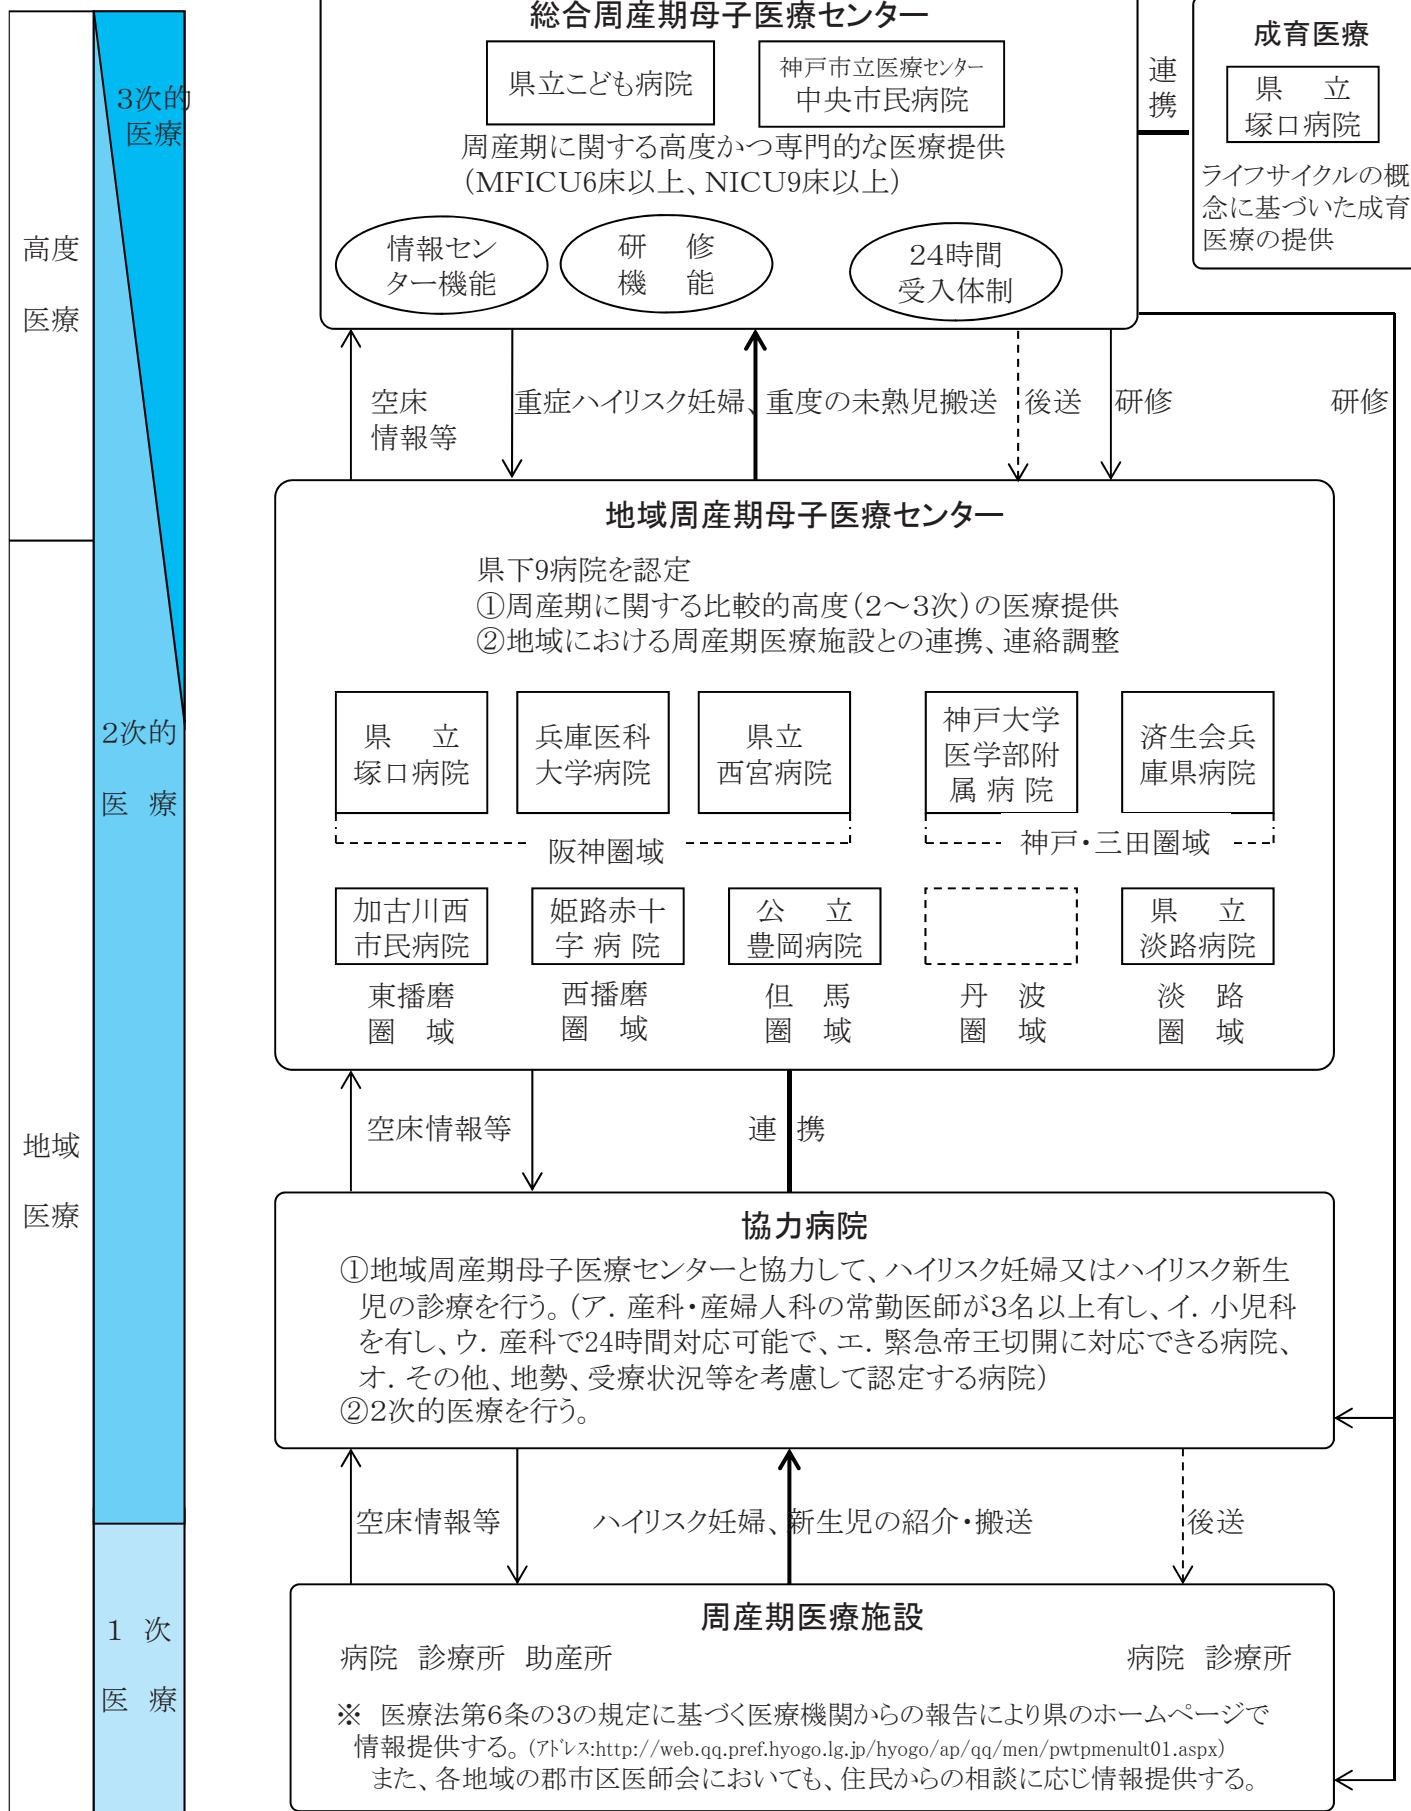 総合周産期母子医療センター
県立こども病院
神戸市立医療センター
中央市民病院
周産期に関する高度かつ専門的な医療提供
（MFICU6床以上、NICU9床以上）
情報セン
ター機能
研　修
機　能
24時間
受入体制
連
携
成育医療
県　立
塚口病院
ライフサイクルの概
念に基づいた成育
医療の提供
3次的
医療
高度
医療
空床
情報等
重症ハイリスク妊婦、重度の未熟児搬送
後送
研修
研修
地域周産期母子医療センター
県下9病院を認定
①周産期に関する比較的高度（2～3次）の医療提供
②地域における周産期医療施設との連携、連絡調整
県　立
塚口病院
兵庫医科
大学病院
県立
西宮病院
神戸大学
医学部附
属 病 院
済生会兵
庫県病院
阪神圏域
神戸・三田圏域
加古川西
市民病院
姫路赤十
字 病 院
公　立
豊岡病院
県　立
淡路病院
東播磨
圏　域
西播磨
圏　域
但　馬
圏　域
丹　波
圏　域
淡　路
圏　域
2次的
医 療
地域
医療
空床情報等
連 携
協力病院
①地域周産期母子医療センターと協力して、ハイリスク妊婦又はハイリスク新生
児の診療を行う。（ア．産科・産婦人科の常勤医師が3名以上有し、イ．小児科
を有し、ウ．産科で24時間対応可能で、エ．緊急帝王切開に対応できる病院、
オ．その他、地勢、受療状況等を考慮して認定する病院）
②2次的医療を行う。
空床情報等
ハイリスク妊婦、新生児の紹介・搬送
後送
1 次
医 療
周産期医療施設
病院 診療所 助産所
病院 診療所
※ 医療法第6条の3の規定に基づく医療機関からの報告により県のホームページで
情報提供する。（アドレス:http://web.qq.pref.hyogo.lg.jp/hyogo/ap/qq/men/pwtpmenult01.aspx）
また、各地域の郡市区医師会においても、住民からの相談に応じ情報提供する。